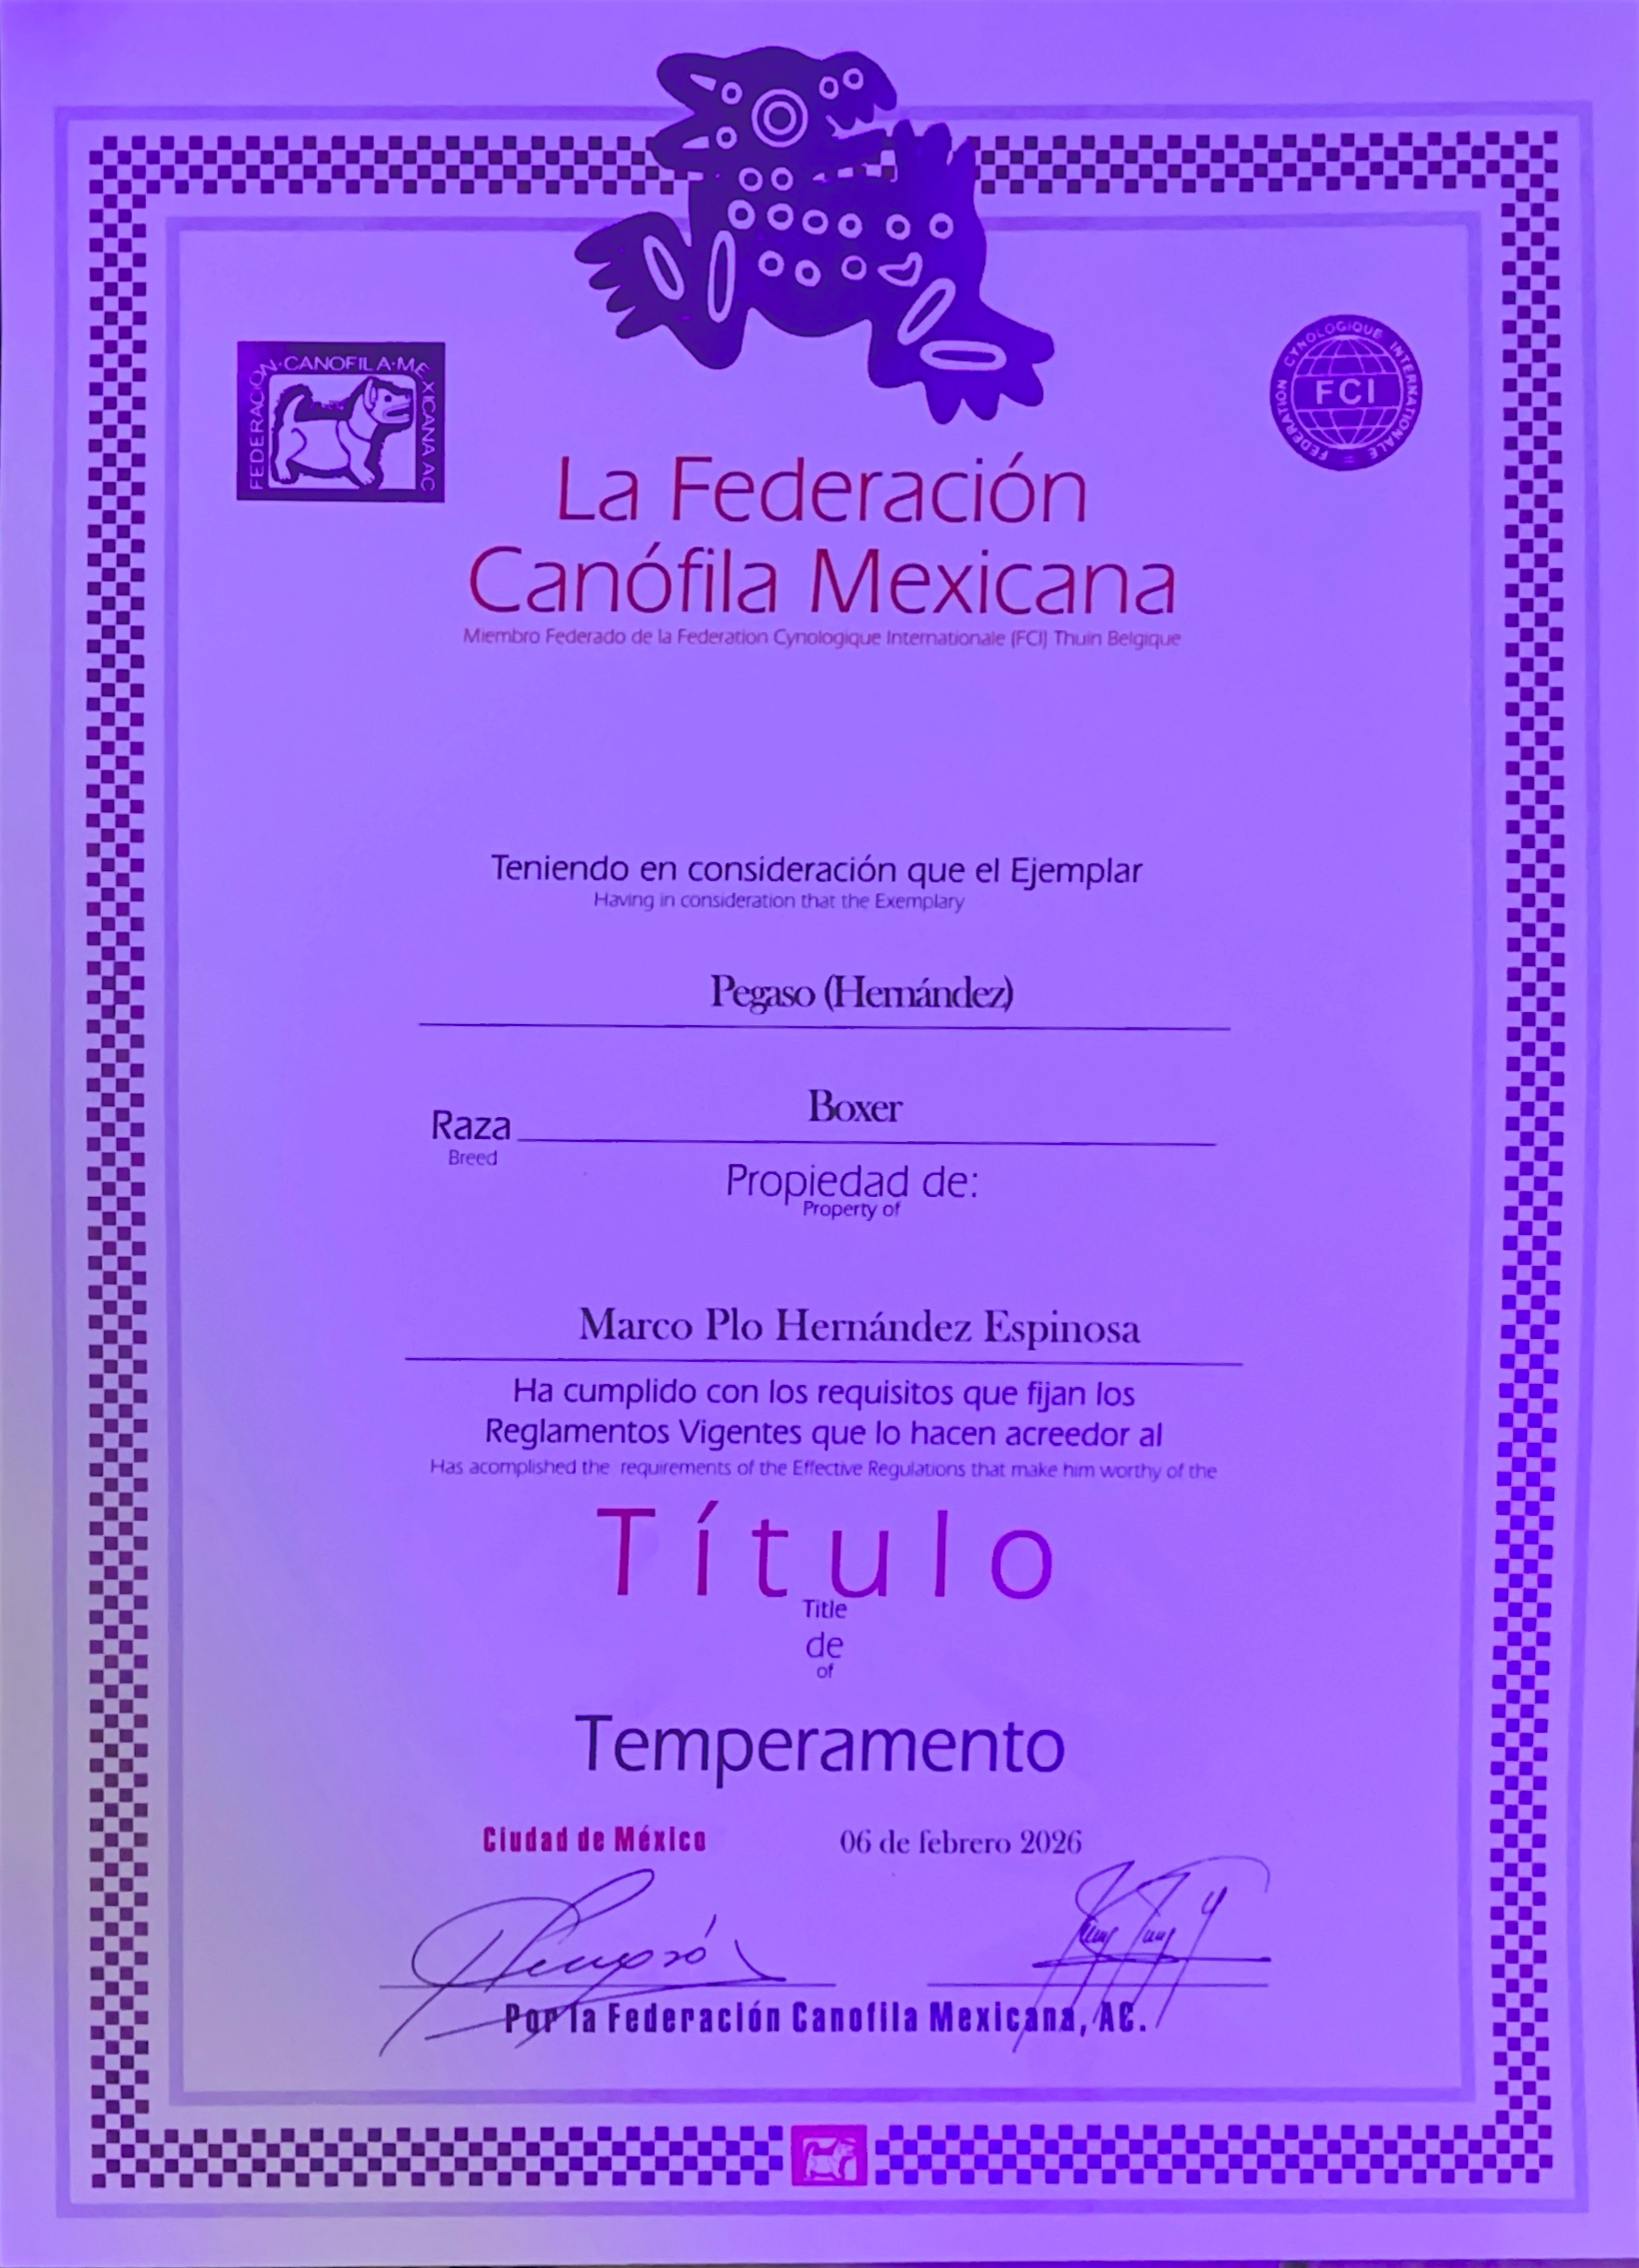 FEDERACION·CANOFILA·MEXICANA AC
FEDERATION CYNOLOGIQUE INTERNATIONALE
FCI
La Federación
Canófila Mexicana
Miembro Federado de la Federation Cynologique Internationale (FCI) Thuin Belgique
Teniendo en consideración que el Ejemplar
Having in consideration that the Exemplary
Pegaso (Hernández)
Boxer
Raza
Breed
Propiedad de:
Property of
Marco Plo Hernández Espinosa
Ha cumplido con los requisitos que fijan los
Reglamentos Vigentes que lo hacen acreedor al
Has acomplished the requirements of the Effective Regulations that make him worthy of the
Título
Title
de
of
Temperamento
Ciudad de México 06 de febrero 2026
Por la Federación Canofila Mexicana, AC.